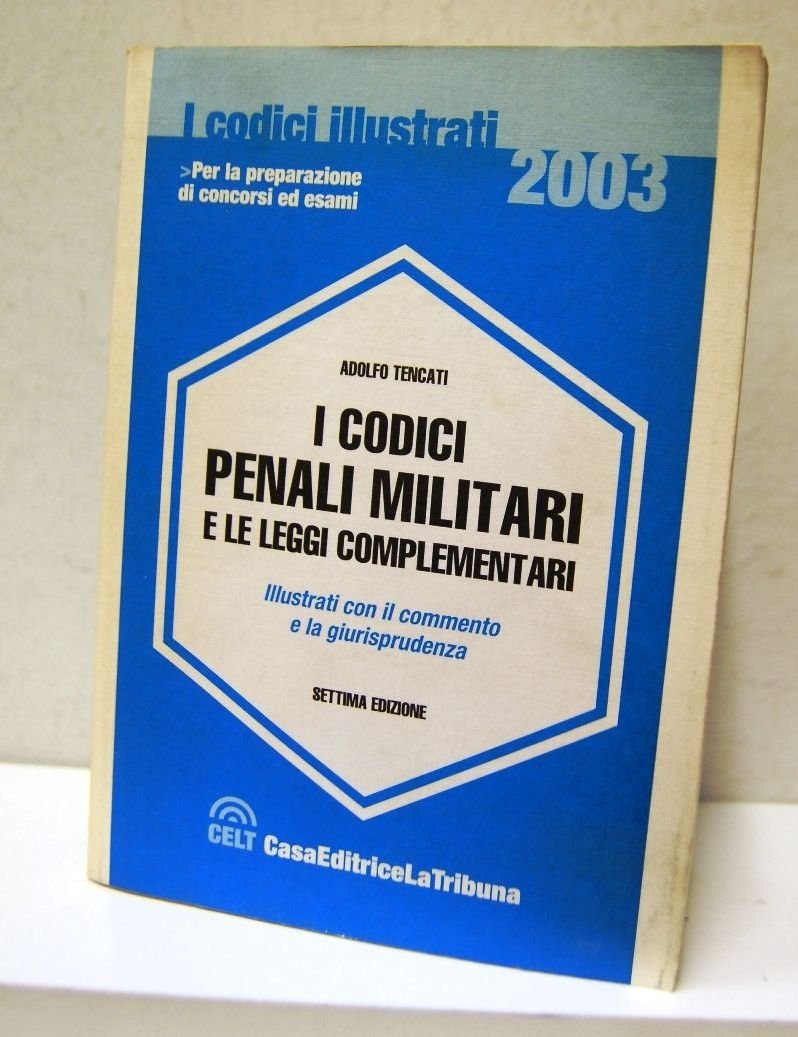 I codici illustrati
2003
>Per la preparazione
di concorsi ed esami
ADOLFO TENCATI
I CODICI
PENALI MILITARI
E LE LEGGI COMPLEMENTARI
Illustrati con il commento
e la giurisprudenza
SETTIMA EDIZIONE
CELT CasaEditriceLaTribuna